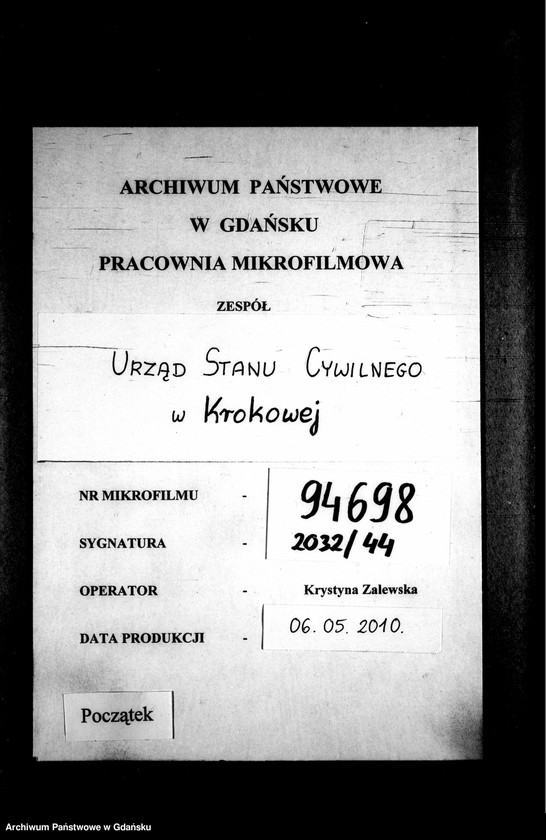 ARCHIWUM PAŃSTWOWE
W GDAŃSKU
PRACOWNIA MIKROFILMOWA
ZESPÓŁ
URZĄD STANU CYWILNEGO
w Krokowej
NR MIKROFILMU - 94698
SYGNATURA - 2032/44
OPERATOR - Krystyna Zalewska
DATA PRODUKCJI - 06.05.2010.
Początek
Archiwum Państwowe w Gdańsku